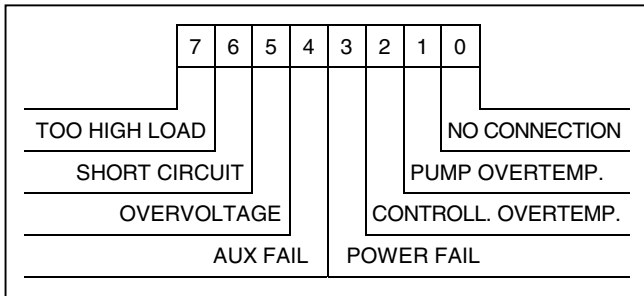 7 6 5 4 3 2 1 0
TOO HIGH LOAD NO CONNECTION
SHORT CIRCUIT PUMP OVERTEMP.
OVERVOLTAGE CONTROLL. OVERTEMP.
AUX FAIL POWER FAIL